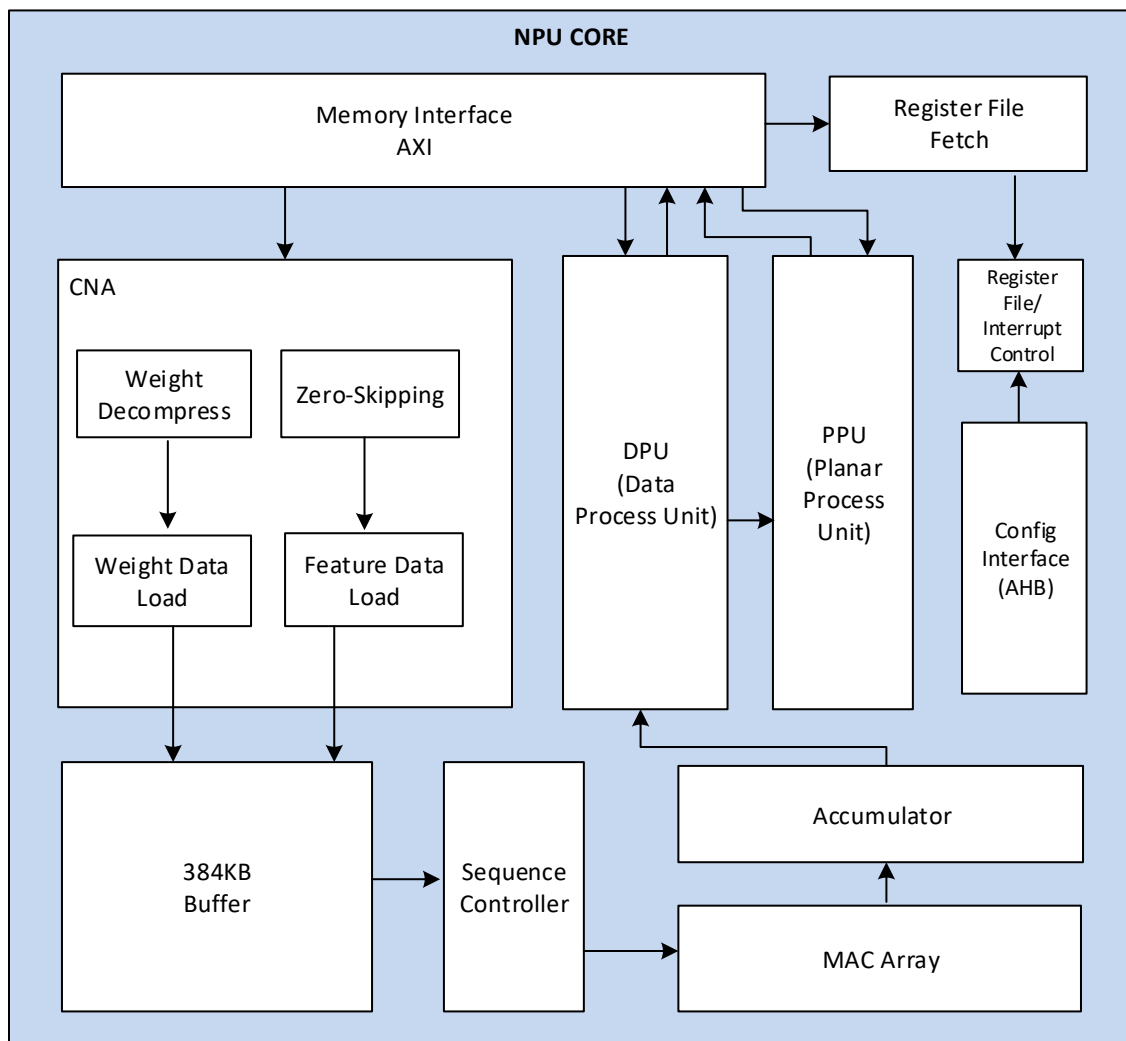 NPU CORE
Memory Interface
AXI
Register File
Fetch
CNA
Weight
Decompress
Zero-Skipping
Weight Data
Load
Feature Data
Load
DPU
(Data
Process Unit)
PPU
(Planar
Process
Unit)
Register
File/
Interrupt
Control
Config
Interface
(AHB)
384KB
Buffer
Sequence
Controller
Accumulator
MAC Array